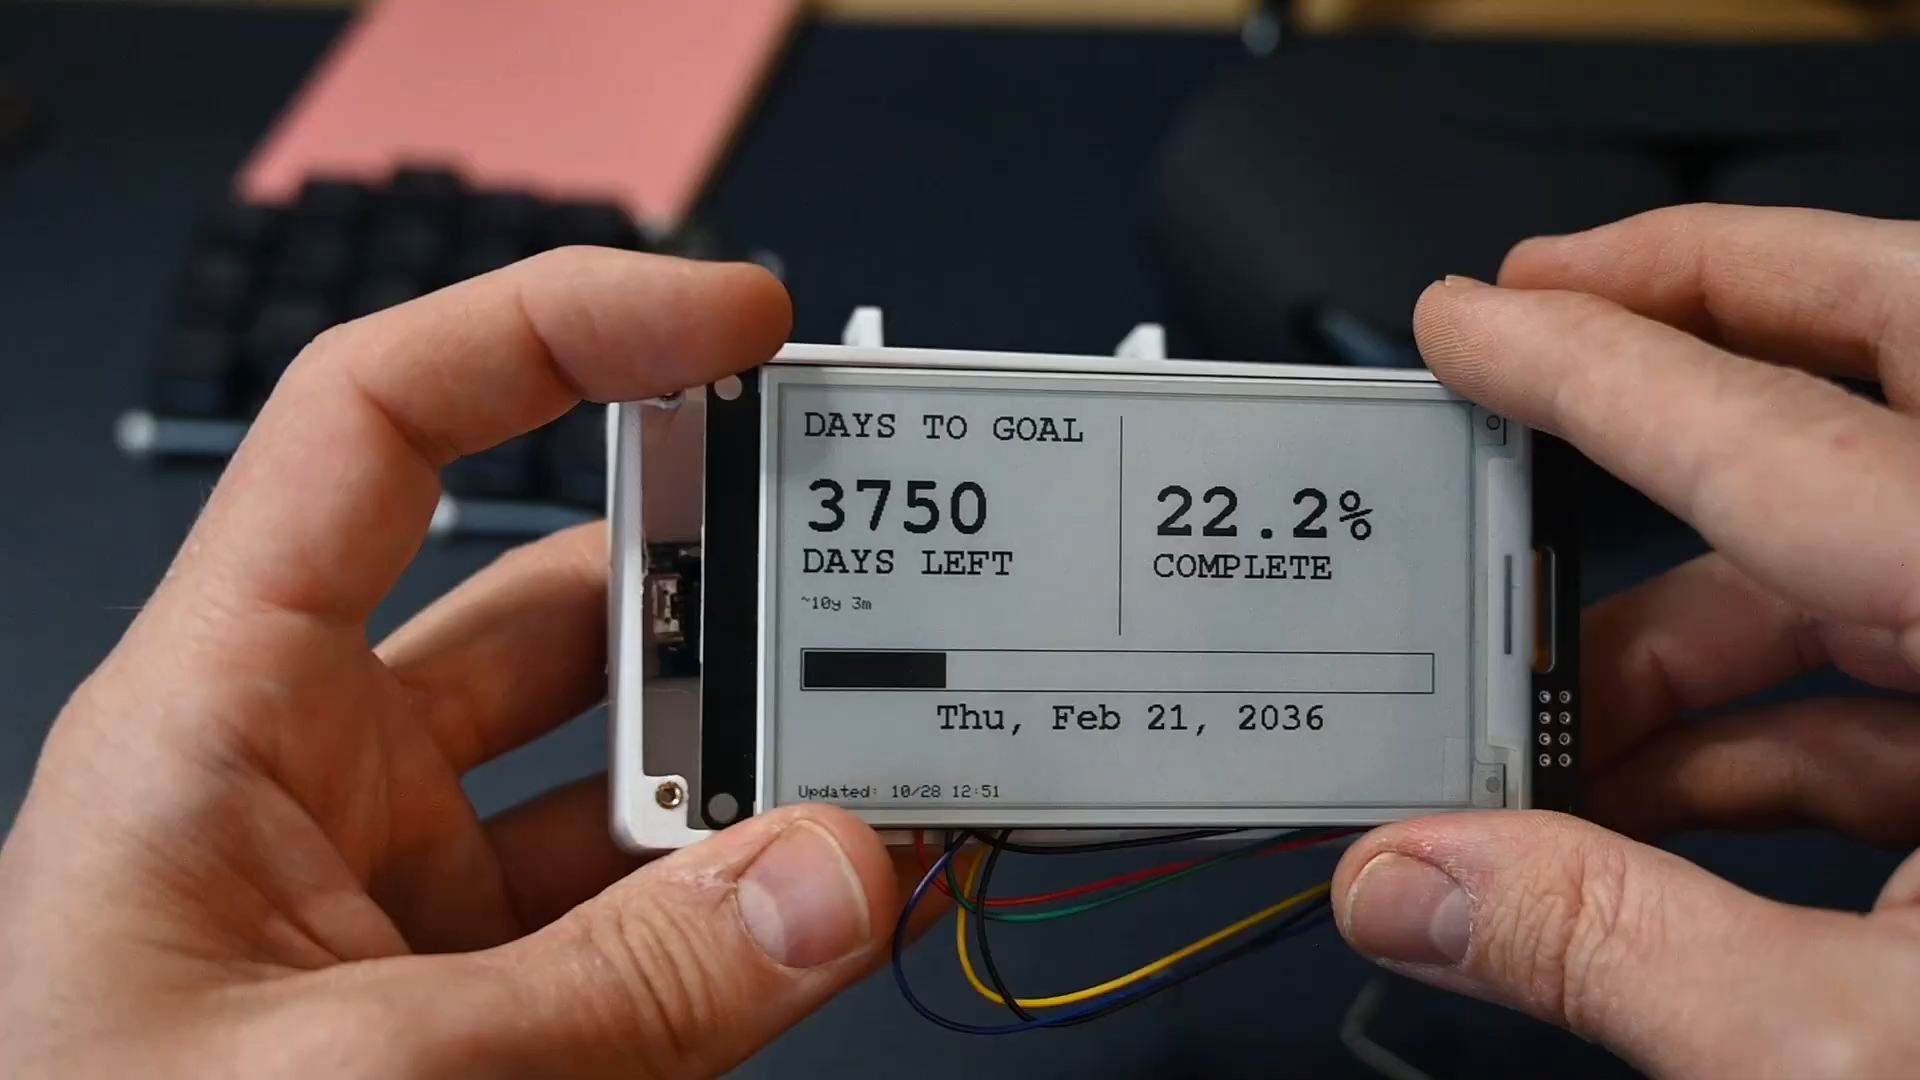 DAYS TO GOAL
3750
DAYS LEFT
~10y 3m
22.2%
COMPLETE
Thu, Feb 21, 2036
Updated: 10/28 12:51